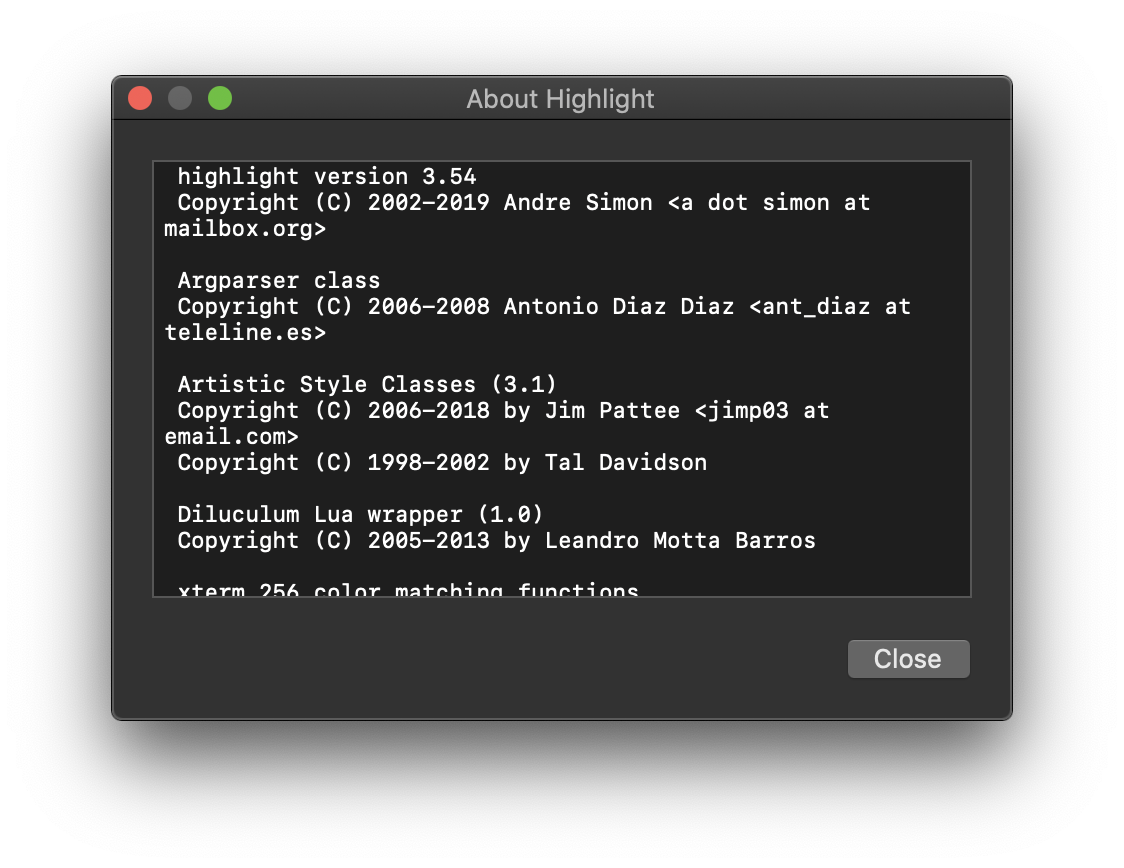 About Highlight
highlight version 3.54
Copyright (C) 2002–2019 Andre Simon <a dot simon at
mailbox.org>
Argparser class
Copyright (C) 2006–2008 Antonio Diaz Diaz <ant_diaz at
teleline.es>
Artistic Style Classes (3.1)
Copyright (C) 2006–2018 by Jim Pattee <jimp03 at
email.com>
Copyright (C) 1998–2002 by Tal Davidson
Diluculum Lua wrapper (1.0)
Copyright (C) 2005–2013 by Leandro Motta Barros
xterm 256 color matching functions
Close